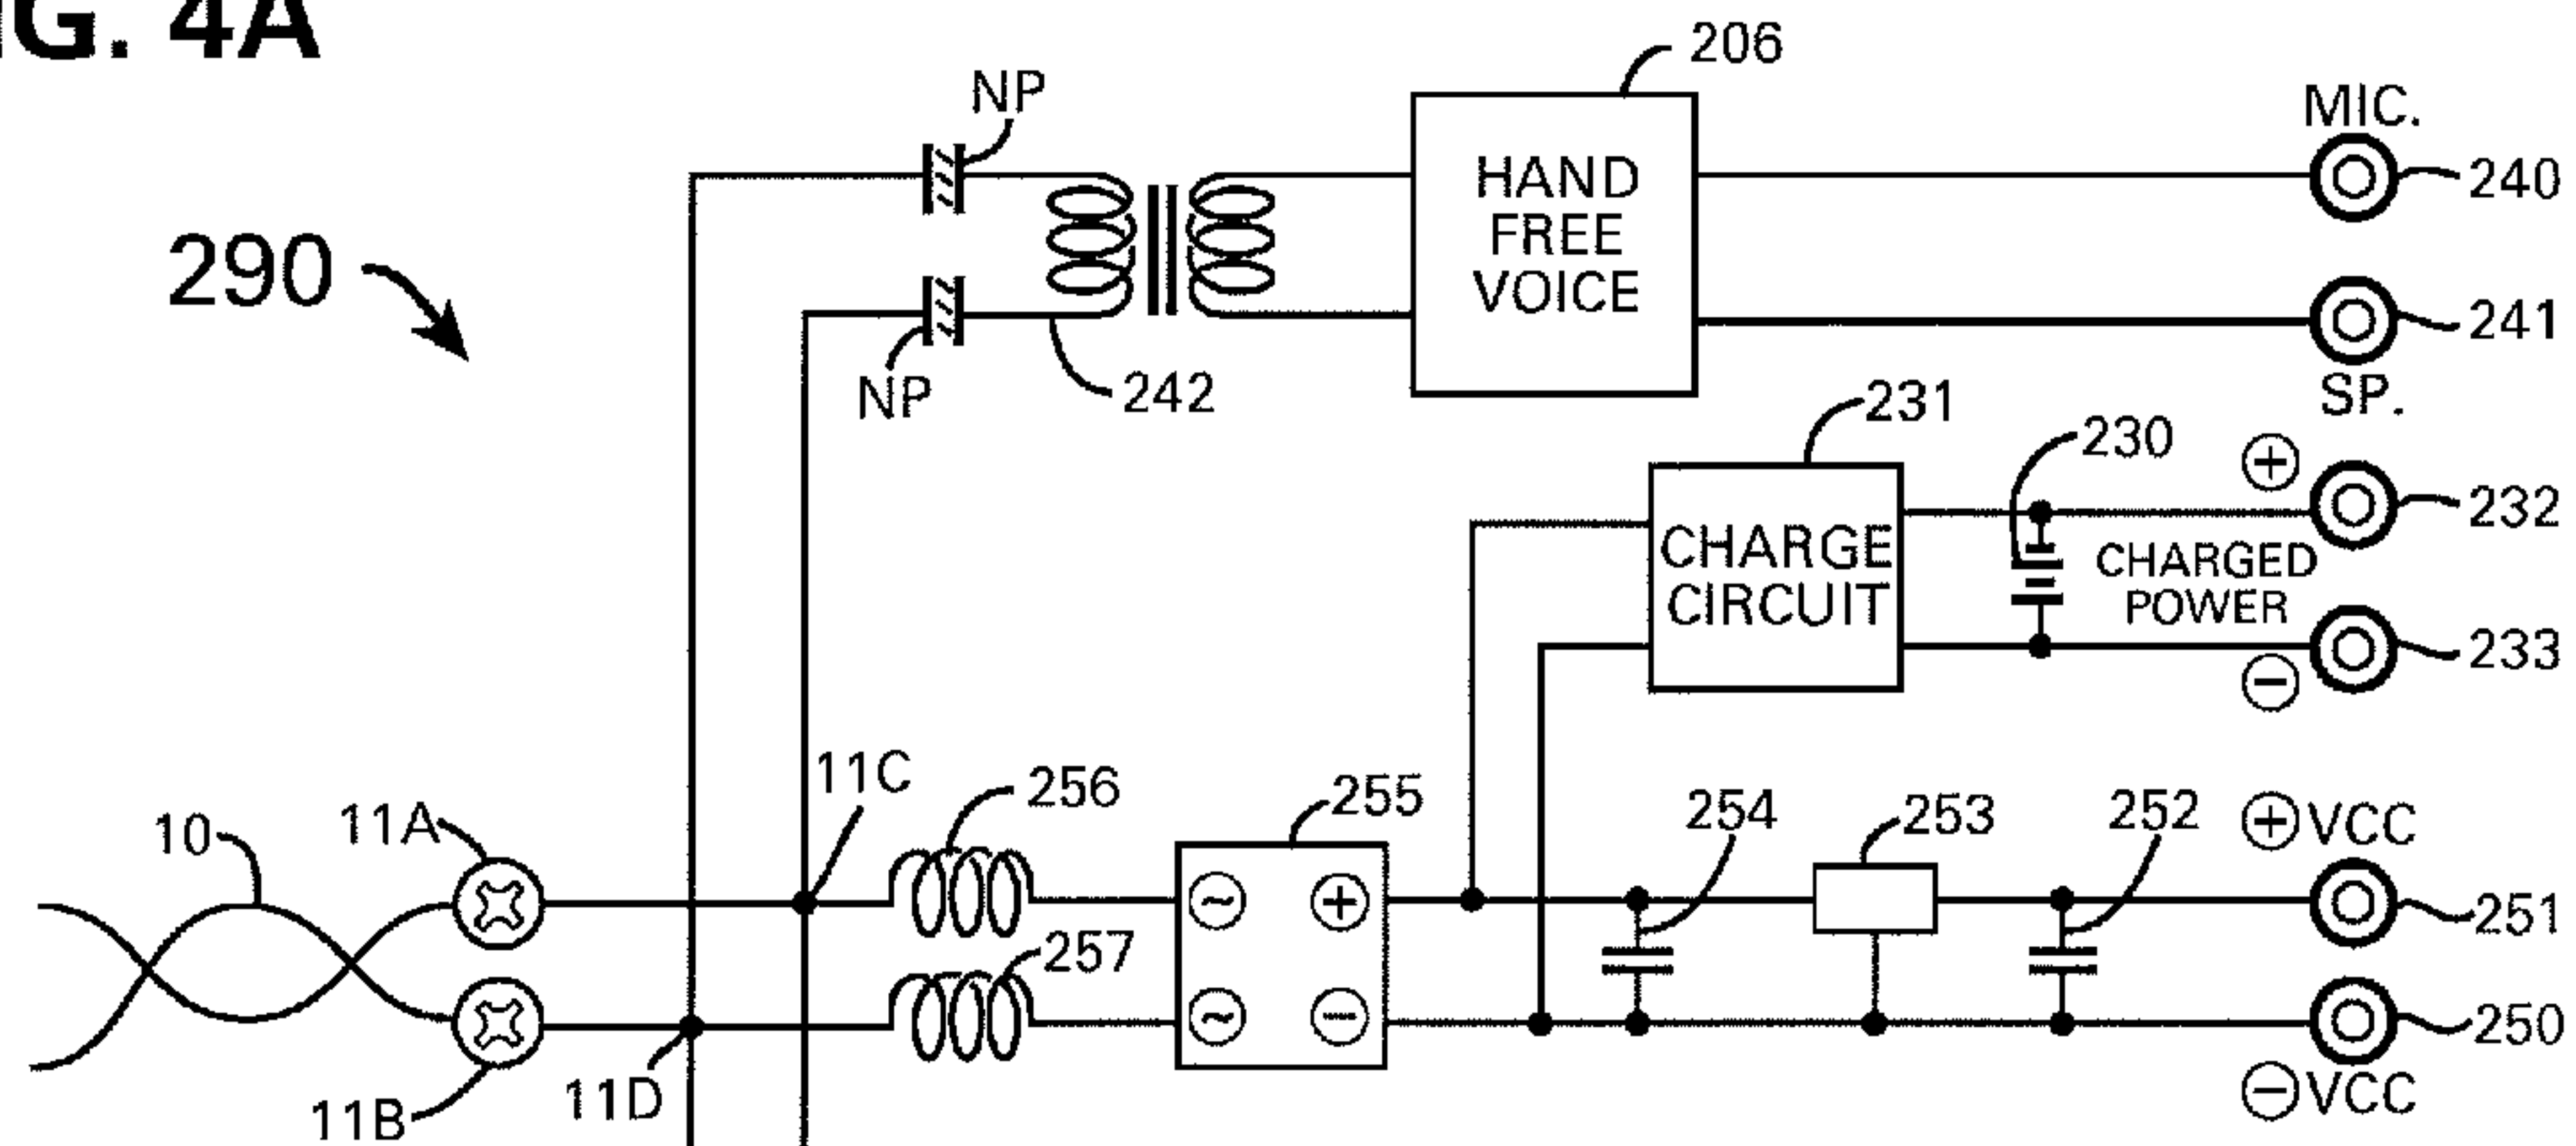 G. 4A
206
NP
MIC.
HAND
FREE
VOICE
240
290
241
NP
242
SP.
231
230
+
232
CHARGE
CIRCUIT
CHARGED
POWER
233
−
11C
256
255
254
253
252
+ VCC
10
11A
~
+
251
257
~
−
250
11B
11D
− VCC